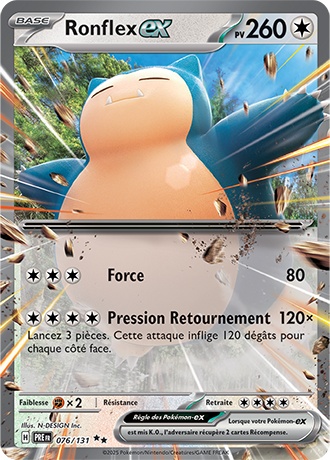 BASE Ronflex ex PV 260
Force 80
Pression Retournement 120×
Lancez 3 pièces. Cette attaque inflige 120 dégâts pour
chaque côté face.
Faiblesse ×2 Résistance Retraite
Règle des Pokémon-ex Lorsque votre Pokémon-ex
est mis K.O., l'adversaire récupère 2 cartes Récompense.
Illus. N-DESIGN Inc.
H PRE FR 076/131
©2025 Pokémon/Nintendo/Creatures/GAME FREAK